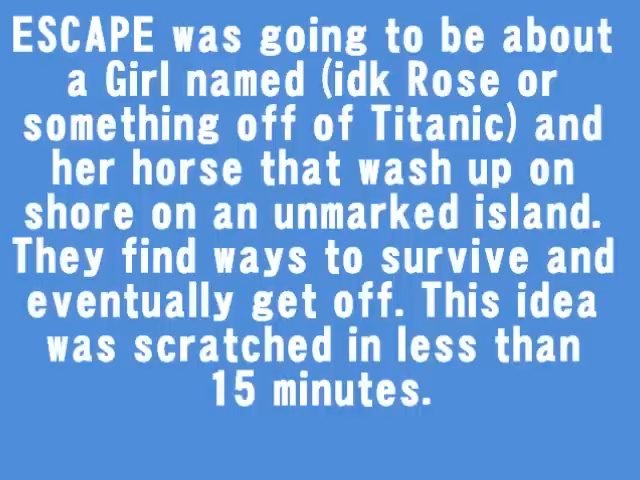 ESCAPE was going to be about
a Girl named (idk Rose or
something off of Titanic) and
her horse that wash up on
shore on an unmarked island.
They find ways to survive and
eventually get off. This idea
was scratched in less than
15 minutes.